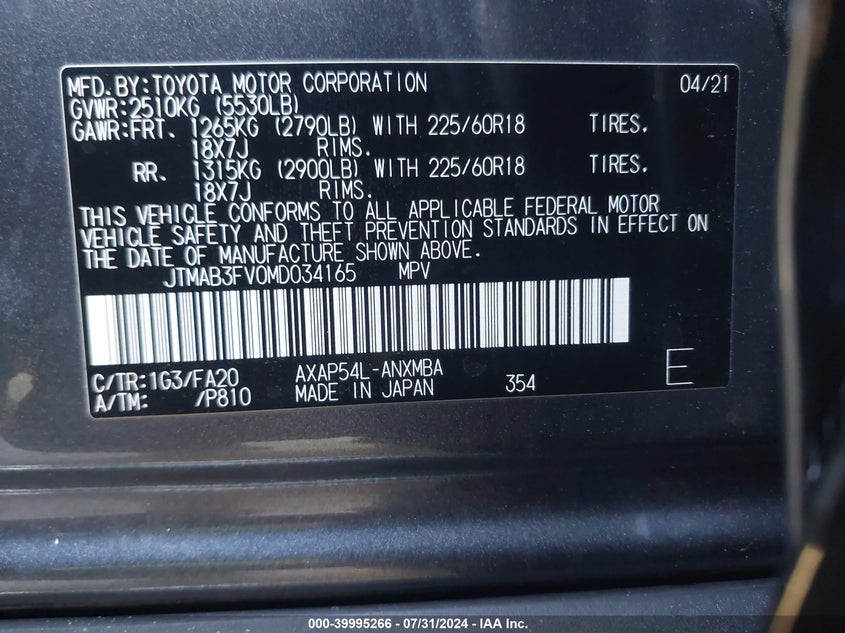 MFD.BY:TOYOTA MOTOR CORPORATION 04/21
GVWR:2510KG (5530LB)
GAWR:FRT. 1265KG (2790LB) WITH 225/60R18 TIRES.
18X7J RIMS.
RR. 1315KG (2900LB) WITH 225/60R18 TIRES.
18X7J RIMS.
THIS VEHICLE CONFORMS TO ALL APPLICABLE FEDERAL MOTOR
VEHICLE SAFETY AND THEFT PREVENTION STANDARDS IN EFFECT ON
THE DATE OF MANUFACTURE SHOWN ABOVE.
JTMAB3FV0MD034165 MPV
C/TR:1G3/FA20 AXAP54L-ANXMBA
A/TM: /P810 MADE IN JAPAN 354 E
000-39995266 - 07/31/2024 - IAA Inc.